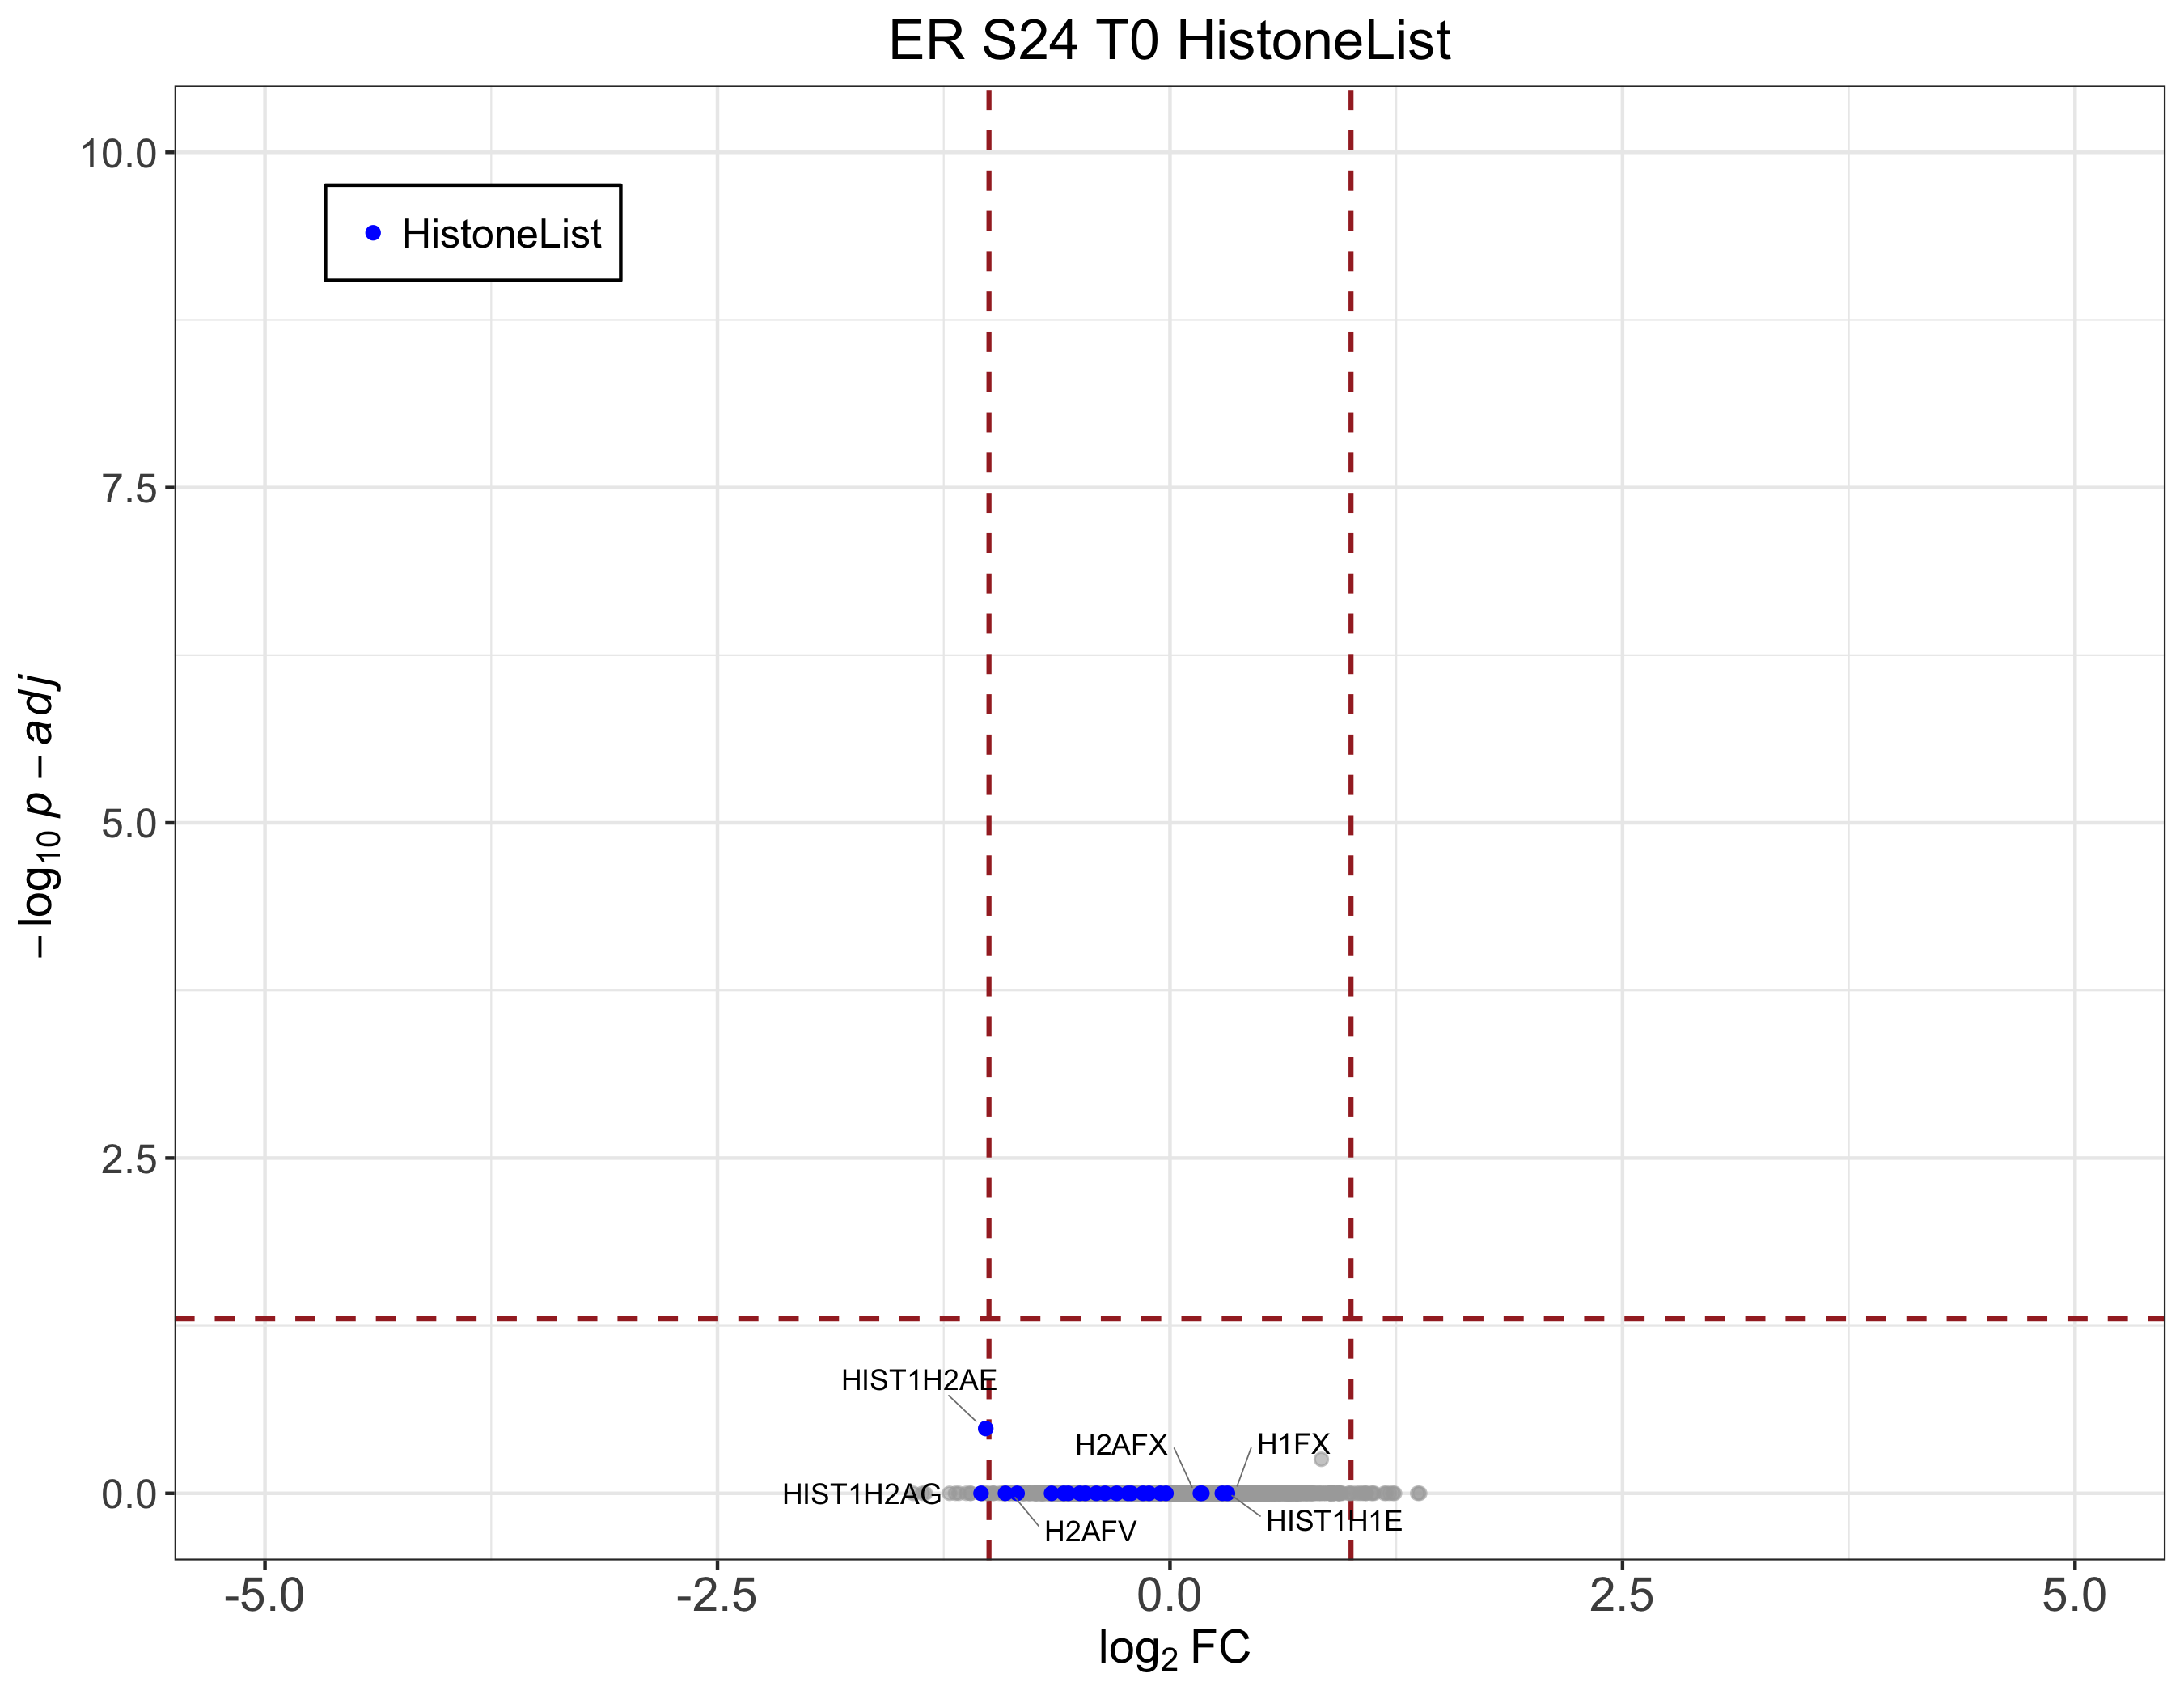 ER S24 T0 HistoneList
HistoneList
10.0
7.5
5.0
2.5
0.0
−log10 p − adj
HIST1H2AE
H2AFX
H1FX
HIST1H2AG
HIST1H1E
H2AFV
-5.0
-2.5
0.0
2.5
5.0
log2 FC